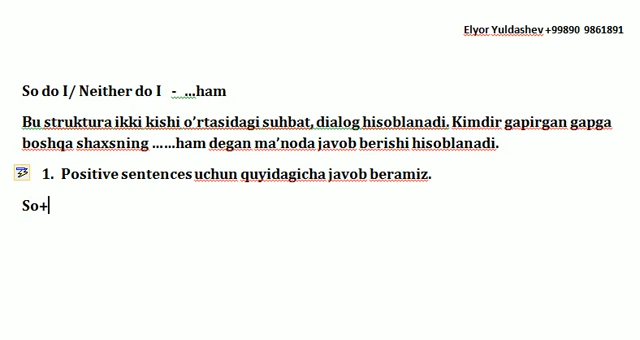 Elyor Yuldashev +99890 9861891
So do I/ Neither do I - ...ham
Bu struktura ikki kishi o’rtasidagi suhbat, dialog hisoblanadi. Kimdir gapirgan gapga
boshqa shaxsning ......ham degan ma’noda javob berishi hisoblanadi.
1. Positive sentences uchun quyidagicha javob beramiz.
So+